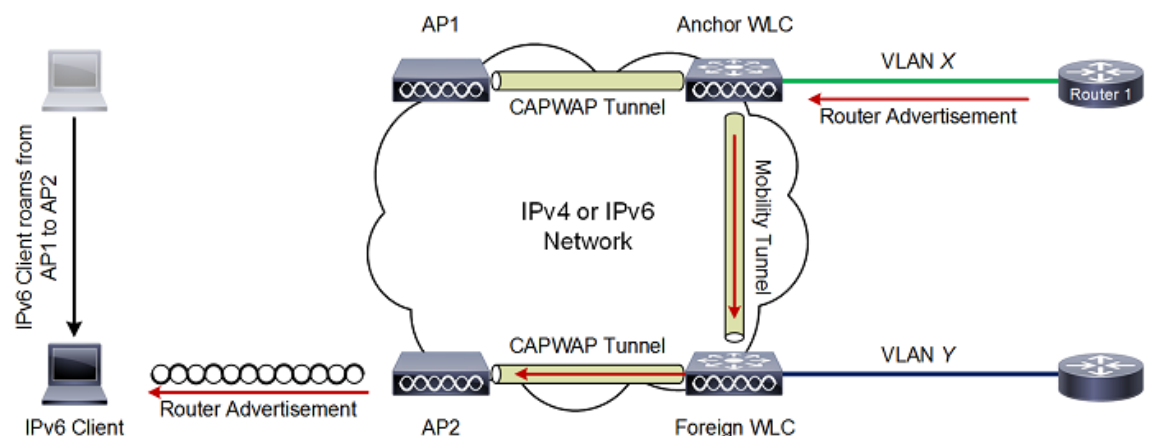 AP1
Anchor WLC
VLAN X
CAPWAP Tunnel
Router 1
Router Advertisement
IPv6 Client roams from
AP1 to AP2
IPv4 or IPv6
Network
Mobility Tunnel
CAPWAP Tunnel
VLAN Y
Router Advertisement
IPv6 Client
AP2
Foreign WLC